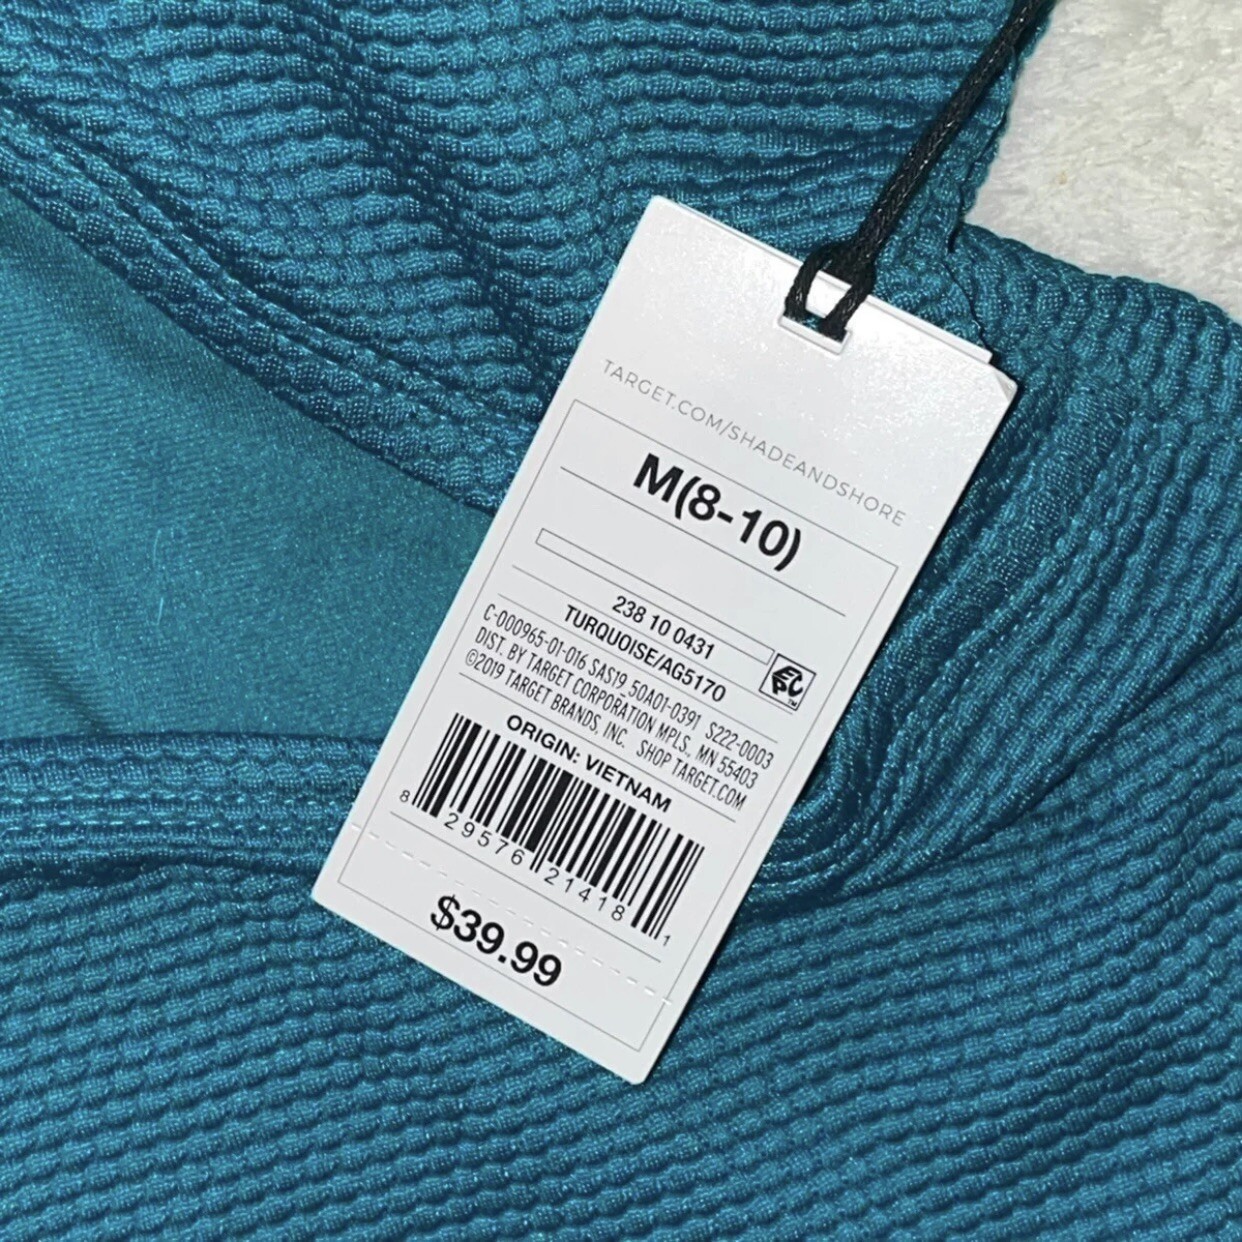 TARGET.COM/SHADEANDSHORE
M(8-10)
238 10 0431
TURQUOISE/AG5170
C-000965-01-016 SAS19_50A01-0391 S222-0003
DIST. BY TARGET CORPORATION MPLS., MN 55403
©2019 TARGET BRANDS, INC. SHOP TARGET.COM
EPC™
ORIGIN: VIETNAM
8 29576 21418 1
$39.99